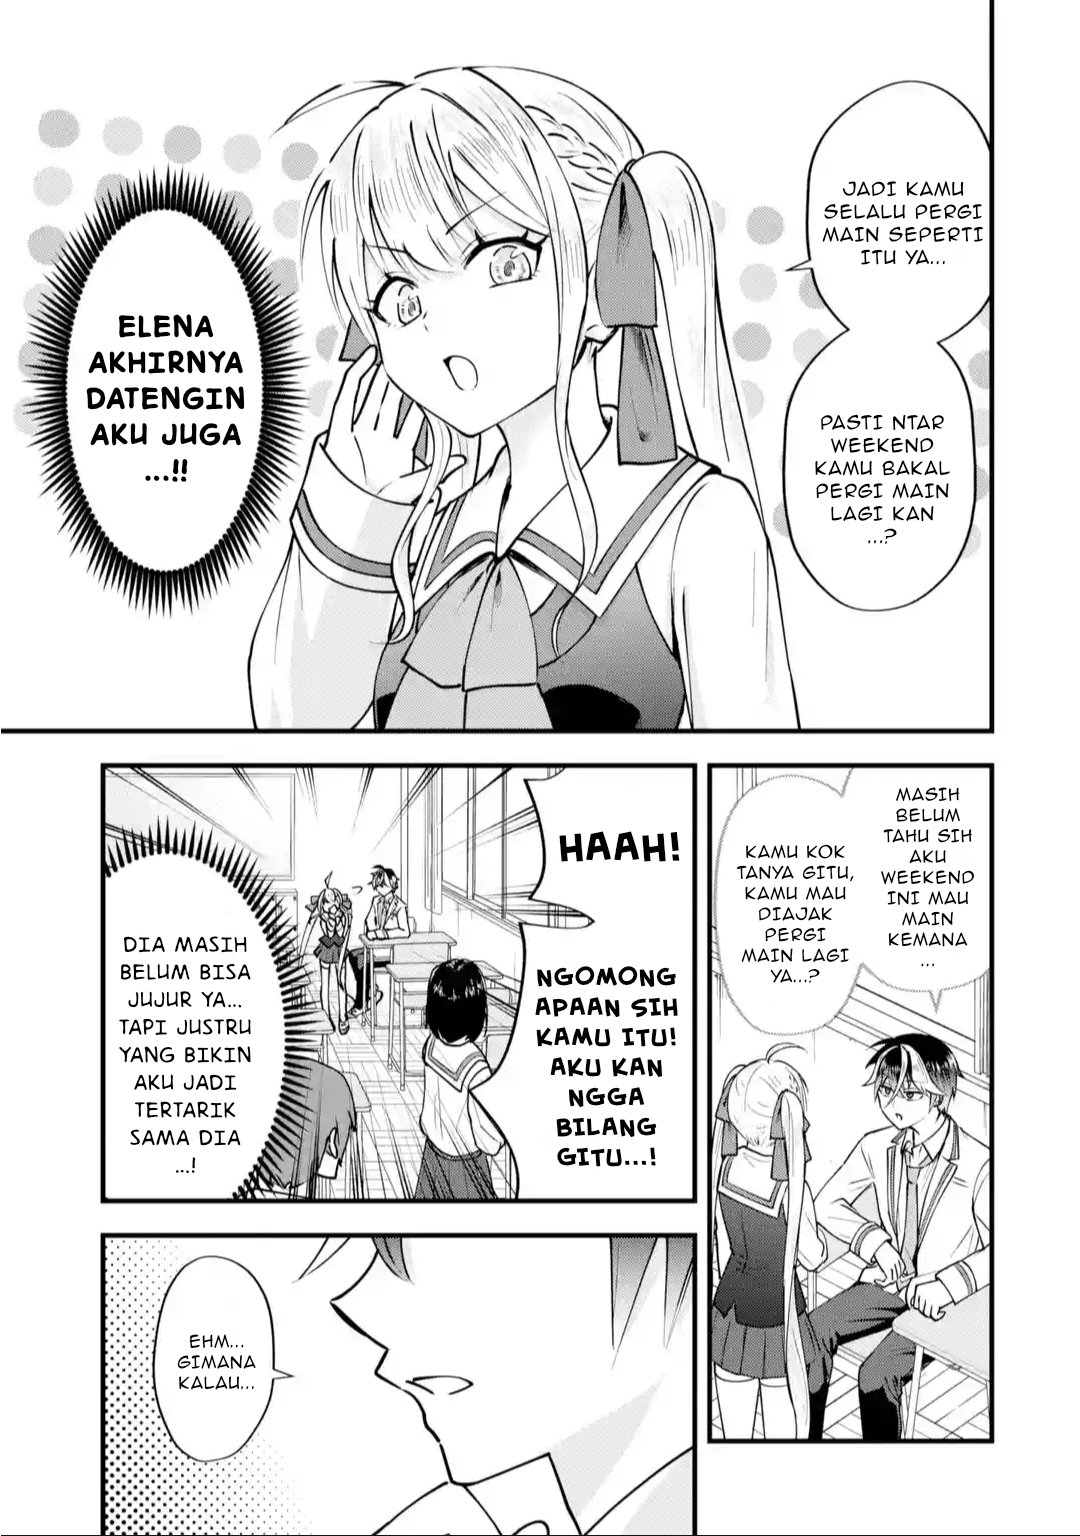 JADI KAMU
SELALU PERGI
MAIN SEPERTI
ITU YA...
PASTI NTAR
WEEKEND
KAMU BAKAL
PERGI MAIN
LAGI KAN
...?
ELENA
AKHIRNYA
DATENGIN
AKU JUGA
...!!
MASIH
BELUM
TAHU SIH
AKU
WEEKEND
INI MAU
MAIN
KEMANA
...
KAMU KOK
TANYA GITU,
KAMU MAU
DIAJAK
PERGI
MAIN LAGI
YA...?
HAAH!
NGOMONG
APAAN SIH
KAMU ITU!
AKU KAN
NGGA
BILANG
GITU...!
DIA MASIH
BELUM BISA
JUJUR YA...
TAPI JUSTRU
YANG BIKIN
AKU JADI
TERTARIK
SAMA DIA
...!
EHM...
GIMANA
KALAU...